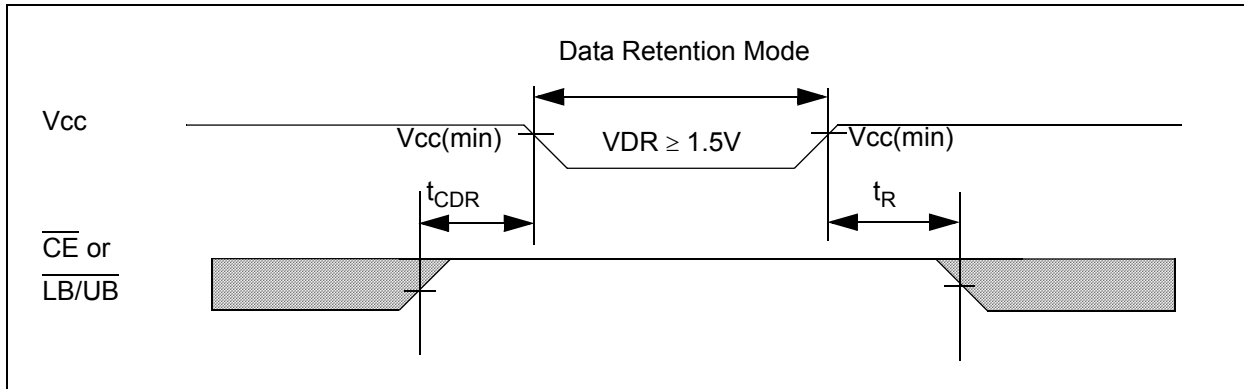 Data Retention Mode
Vcc
Vcc(min)
VDR ≥ 1.5V
Vcc(min)
tCDR
tR
CE or
LB/UB